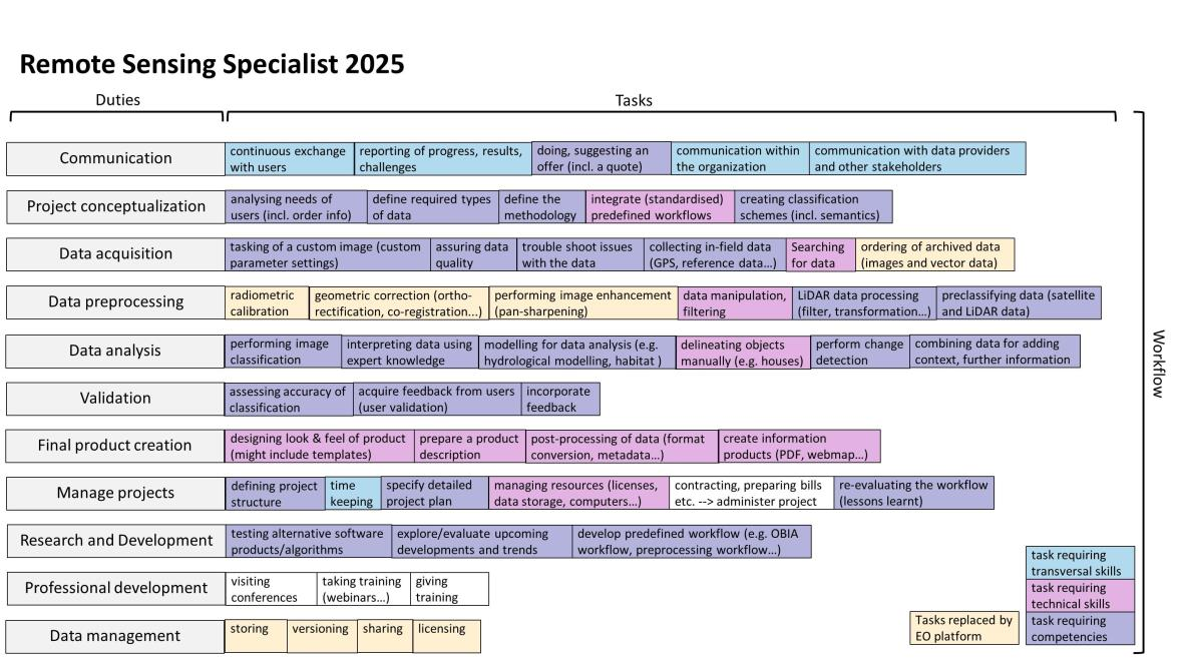 Remote Sensing Specialist 2025
Duties
Tasks
Communication
continuous exchange
with users
reporting of progress, results,
challenges
doing, suggesting an
offer (incl. a quote)
communication within
the organization
communication with data providers
and other stakeholders
Project conceptualization
analysing needs of
users (incl. order info)
define required types
of data
define the
methodology
integrate (standardised)
predefined workflows
creating classification
schemes (incl. semantics)
Data acquisition
tasking of a custom image (custom
parameter settings)
assuring data
quality
trouble shoot issues
with the data
collecting in-field data
(GPS, reference data...)
Searching
for data
ordering of archived data
(images and vector data)
Data preprocessing
radiometric
calibration
geometric correction (ortho-
rectification, co-registration...)
performing image enhancement
(pan-sharpening)
data manipulation,
filtering
LiDAR data processing
(filter, transformation...)
preclassifying data (satellite
and LiDAR data)
Data analysis
performing image
classification
interpreting data using
expert knowledge
modelling for data analysis (e.g.
hydrological modelling, habitat )
delineating objects
manually (e.g. houses)
perform change
detection
combining data for adding
context, further information
Validation
assessing accuracy of
classification
acquire feedback from users
(user validation)
incorporate
feedback
Final product creation
designing look & feel of product
(might include templates)
prepare a product
description
post-processing of data (format
conversion, metadata...)
create information
products (PDF, webmap...)
Manage projects
defining project
structure
time
keeping
specify detailed
project plan
managing resources (licenses,
data storage, computers...)
contracting, preparing bills
etc. --> administer project
re-evaluating the workflow
(lessons learnt)
Research and Development
testing alternative software
products/algorithms
explore/evaluate upcoming
developments and trends
develop predefined workflow (e.g. OBIA
workflow, preprocessing workflow...)
Professional development
visiting
conferences
taking training
(webinars...)
giving
training
Data management
storing
versioning
sharing
licensing
Workflow
Tasks replaced by
EO platform
task requiring
transversal skills
task requiring
technical skills
task requiring
competencies